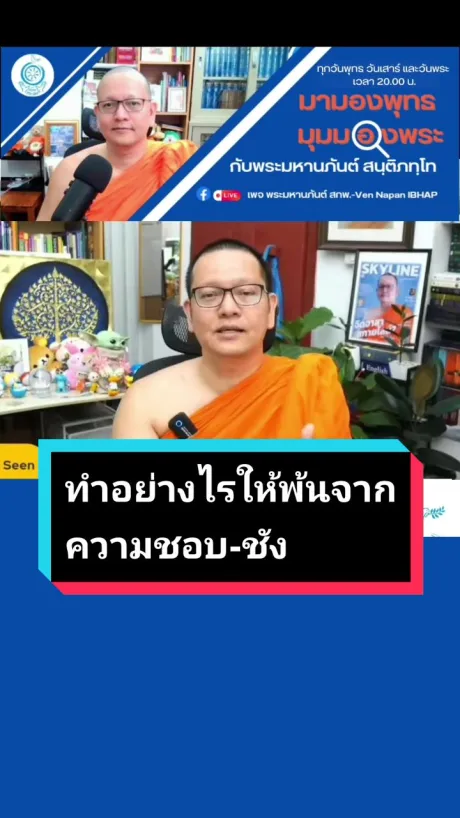 ทุกวันพุทธ วันเสาร์ และวันพระ
เวลา 20.00 น.
มามองพุทธ
มุมมองพระ
กับพระมหานภันต์ สนฺติภทฺโท
LIVE เพจ พระมหานภันต์ สภพ.-Ven Napan IBHAP
SKYLINE
English
Seen
ทำอย่างไรให้พ้นจาก
ความชอบ-ชัง